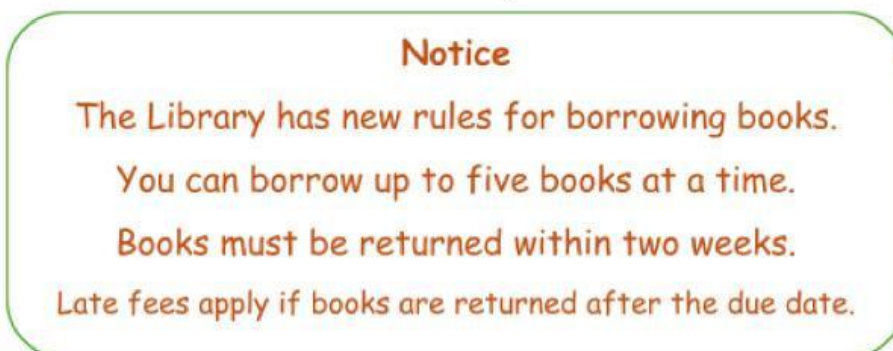 Notice
The Library has new rules for borrowing books.
You can borrow up to five books at a time.
Books must be returned within two weeks.
Late fees apply if books are returned after the due date.